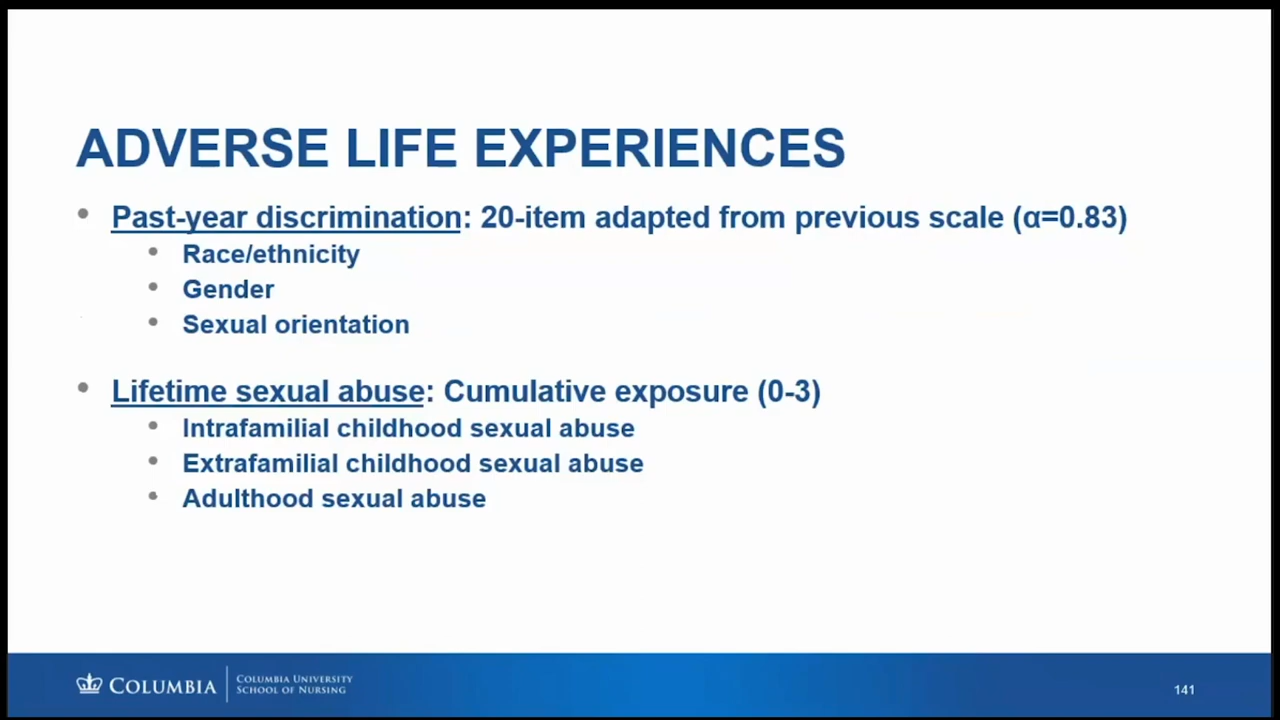 ADVERSE LIFE EXPERIENCES
• Past-year discrimination: 20-item adapted from previous scale (α=0.83)
• Race/ethnicity
• Gender
• Sexual orientation
• Lifetime sexual abuse: Cumulative exposure (0-3)
• Intrafamilial childhood sexual abuse
• Extrafamilial childhood sexual abuse
• Adulthood sexual abuse
COLUMBIA
COLUMBIA UNIVERSITY
SCHOOL OF NURSING
141